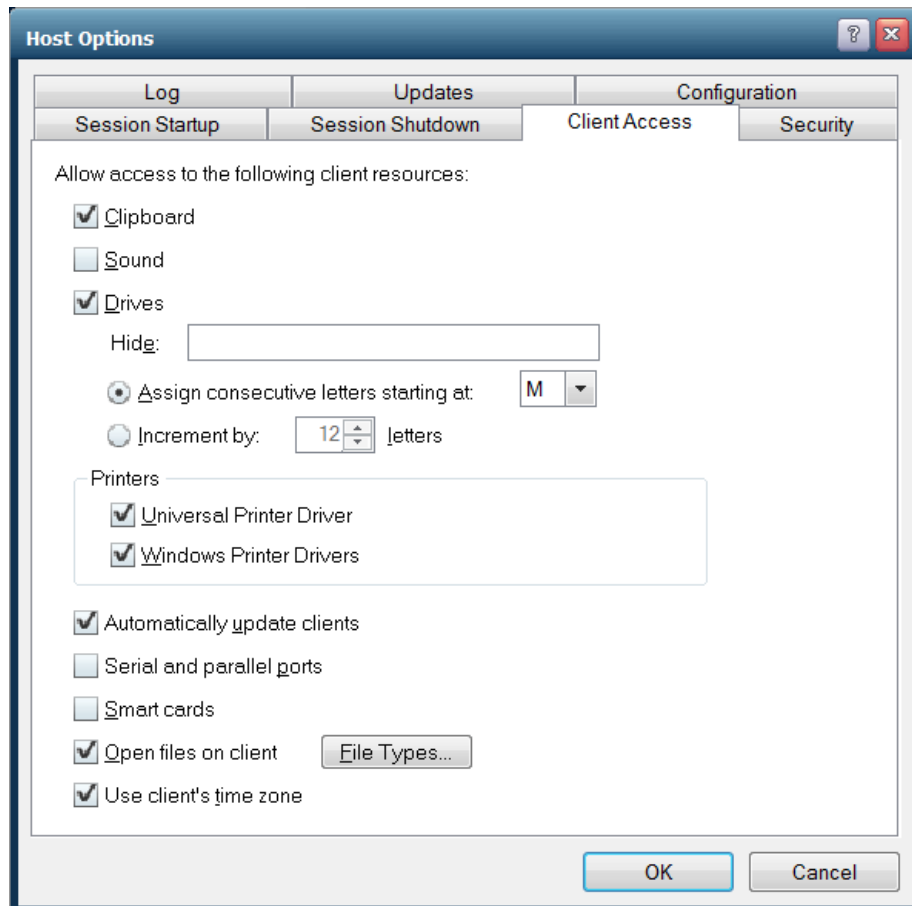 Host Options
?
Log Updates Configuration
Session Startup Session Shutdown Client Access Security
Allow access to the following client resources:
Clipboard
Sound
Drives
Hide:
Assign consecutive letters starting at: M
Increment by: 12 letters
Printers
Universal Printer Driver
Windows Printer Drivers
Automatically update clients
Serial and parallel ports
Smart cards
Open files on client File Types...
Use client's time zone
OK Cancel